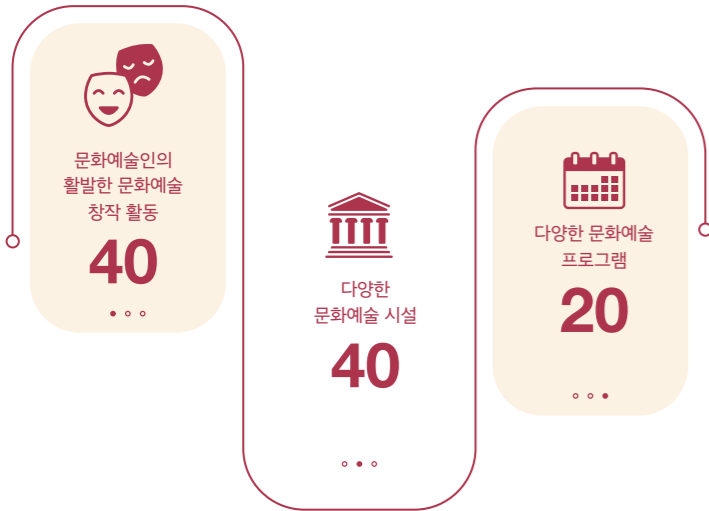 문화예술인의
활발한 문화예술
창작 활동
40
다양한
문화예술 시설
40
다양한 문화예술
프로그램
20